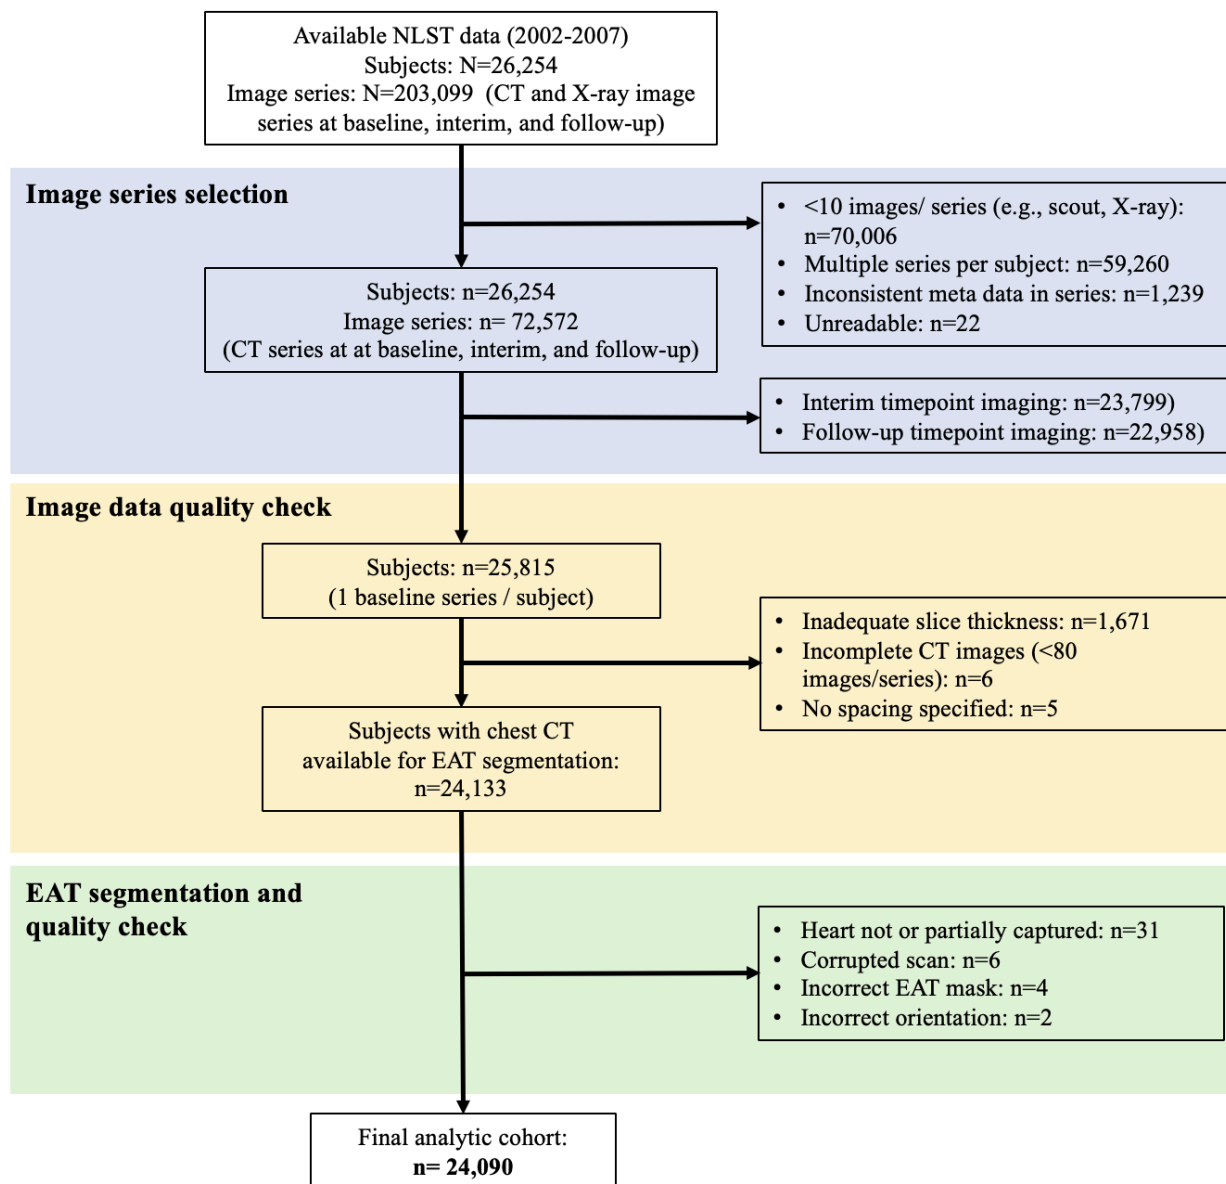 Available NLST data (2002-2007)
Subjects: N=26,254
Image series: N=203,099  (CT and X-ray image
series at baseline, interim, and follow-up)
Image series selection
• <10 images/ series (e.g., scout, X-ray):
n=70,006
• Multiple series per subject: n=59,260
• Inconsistent meta data in series: n=1,239
• Unreadable: n=22
Subjects: n=26,254
Image series: n= 72,572
(CT series at at baseline, interim, and follow-up)
• Interim timepoint imaging: n=23,799)
• Follow-up timepoint imaging: n=22,958)
Image data quality check
Subjects: n=25,815
(1 baseline series / subject)
• Inadequate slice thickness: n=1,671
• Incomplete CT images (<80
images/series): n=6
• No spacing specified: n=5
Subjects with chest CT
available for EAT segmentation:
n=24,133
EAT segmentation and
quality check
• Heart not or partially captured: n=31
• Corrupted scan: n=6
• Incorrect EAT mask: n=4
• Incorrect orientation: n=2
Final analytic cohort:
n= 24,090